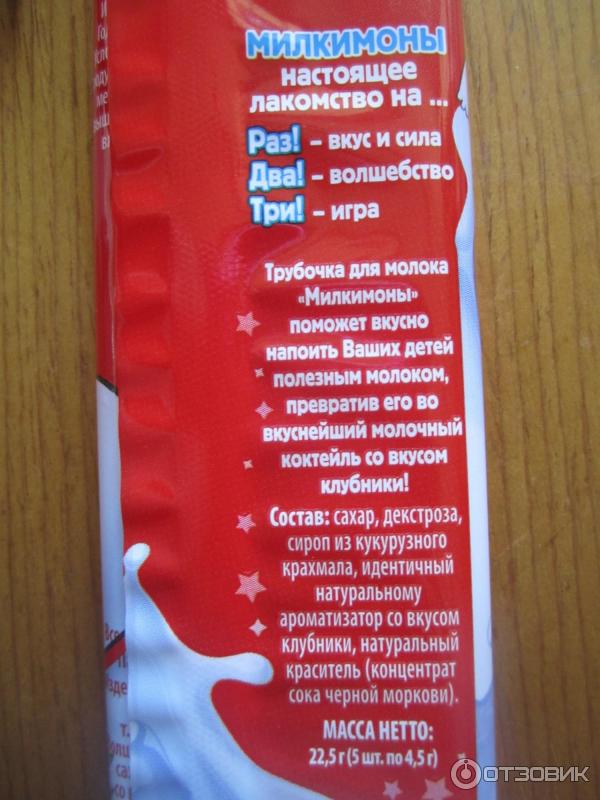 МИЛКИМОНЫ
настоящее
лакомство на ...
Раз! – вкус и сила
Два! – волшебство
Три! – игра
Трубочка для молока
«Милкимоны»
поможет вкусно
напоить Ваших детей
полезным молоком,
превратив его во
вкуснейший молочный
коктейль со вкусом
клубники!
Состав: сахар, декстроза,
сироп из кукурузного
крахмала, идентичный
натуральному
ароматизатор со вкусом
клубники, натуральный
краситель (концентрат
сока черной моркови).
МАССА НЕТТО:
22,5 г (5 шт. по 4,5 г)
ОТЗОВИК